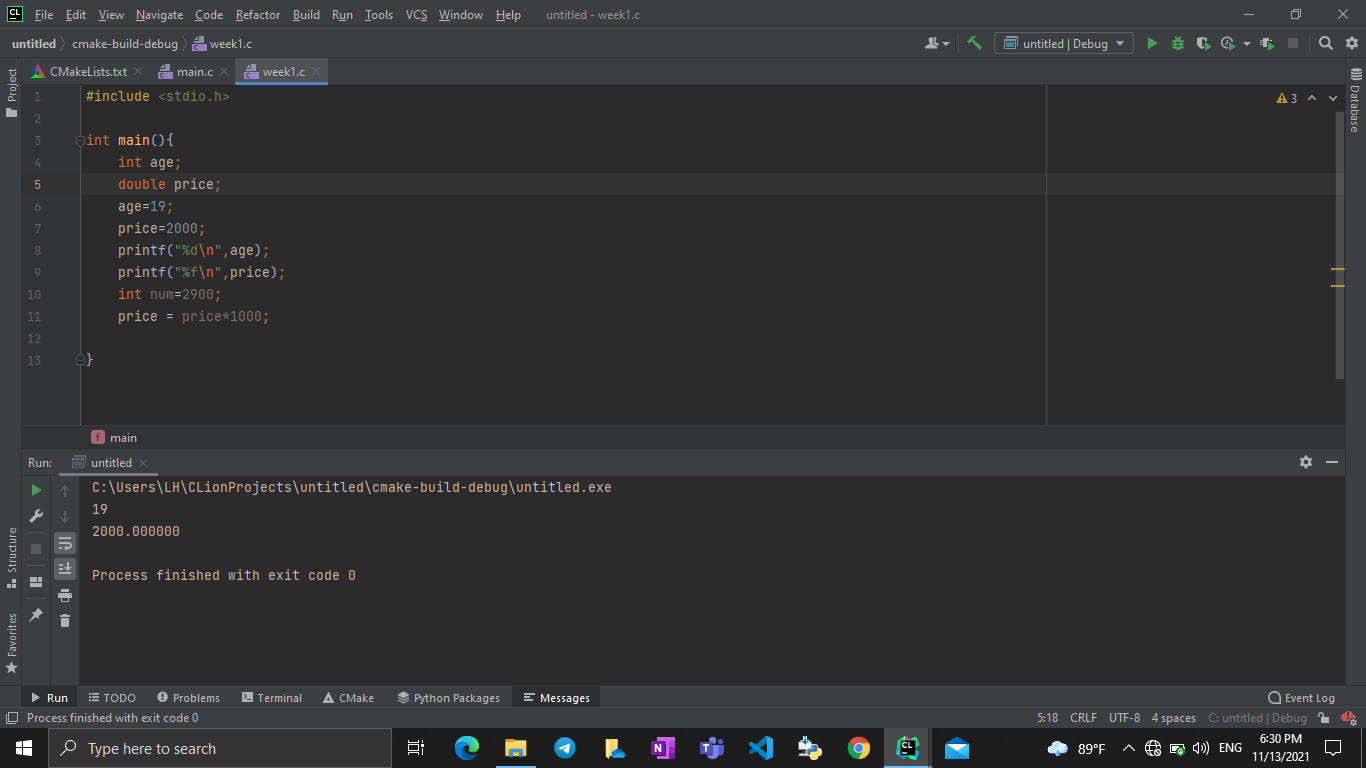 CL File Edit View Navigate Code Refactor Build Run Tools VCS Window Help untitled - week1.c
untitled cmake-build-debug week1.c untitled | Debug
CMakeLists.txt main.c week1.c
Project
Database
3
1 #include <stdio.h>
2
3 int main(){
4 int age;
5 double price;
6 age=19;
7 price=2000;
8 printf("%d\n",age);
9 printf("%f\n",price);
10 int num=2900;
11 price = price*1000;
12
13 }
f main
Run: untitled
C:\Users\LH\CLionProjects\untitled\cmake-build-debug\untitled.exe
19
2000.000000
Process finished with exit code 0
Structure
Favorites
Run TODO Problems Terminal CMake Python Packages Messages Event Log
Process finished with exit code 0 5:18 CRLF UTF-8 4 spaces C: untitled | Debug
Type here to search N CL 89°F ENG 6:30 PM
11/13/2021